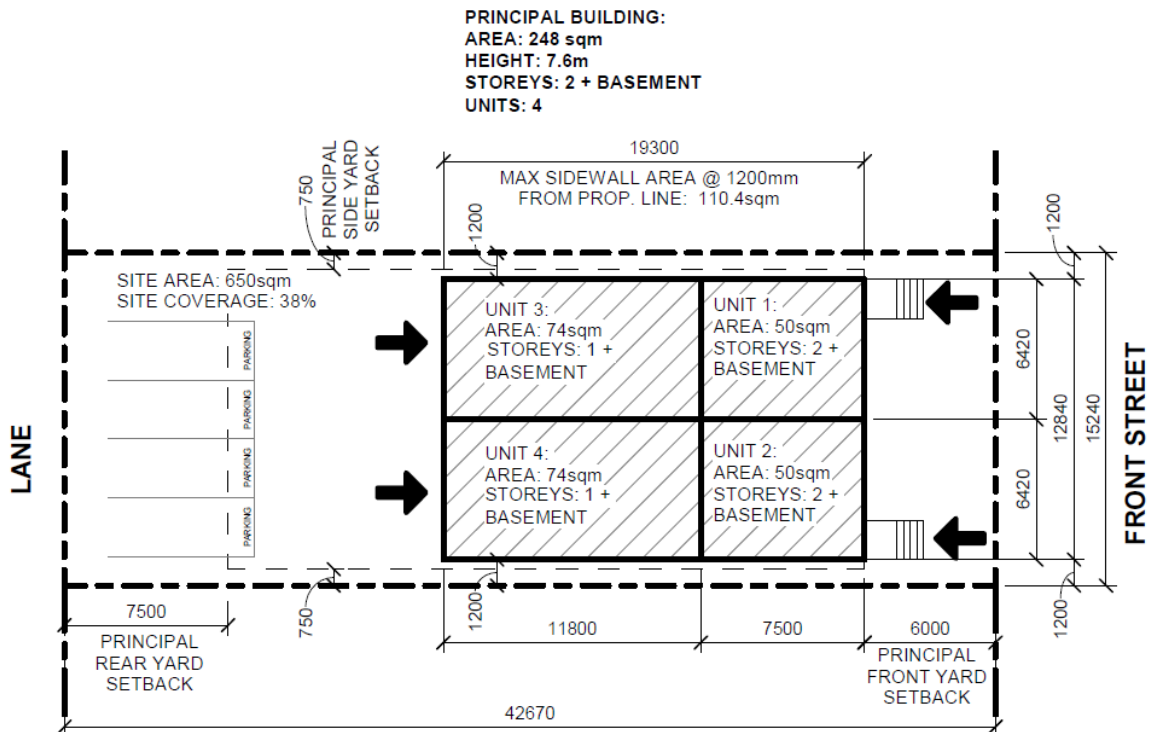 PRINCIPAL BUILDING:
AREA: 248 sqm
HEIGHT: 7.6m
STOREYS: 2 + BASEMENT
UNITS: 4
19300
MAX SIDEWALL AREA @ 1200mm
FROM PROP. LINE: 110.4sqm
750
PRINCIPAL
SIDE YARD
SETBACK
1200
1200
SITE AREA: 650sqm
SITE COVERAGE: 38%
UNIT 3:
AREA: 74sqm
STOREYS: 1 +
BASEMENT
UNIT 1:
AREA: 50sqm
STOREYS: 2 +
BASEMENT
PARKING
PARKING
PARKING
PARKING
LANE
UNIT 4:
AREA: 74sqm
STOREYS: 1 +
BASEMENT
UNIT 2:
AREA: 50sqm
STOREYS: 2 +
BASEMENT
6420
6420
12840
15240
FRONT STREET
7500
PRINCIPAL
REAR YARD
SETBACK
750
1200
11800
7500
6000
PRINCIPAL
FRONT YARD
SETBACK
1200
42670